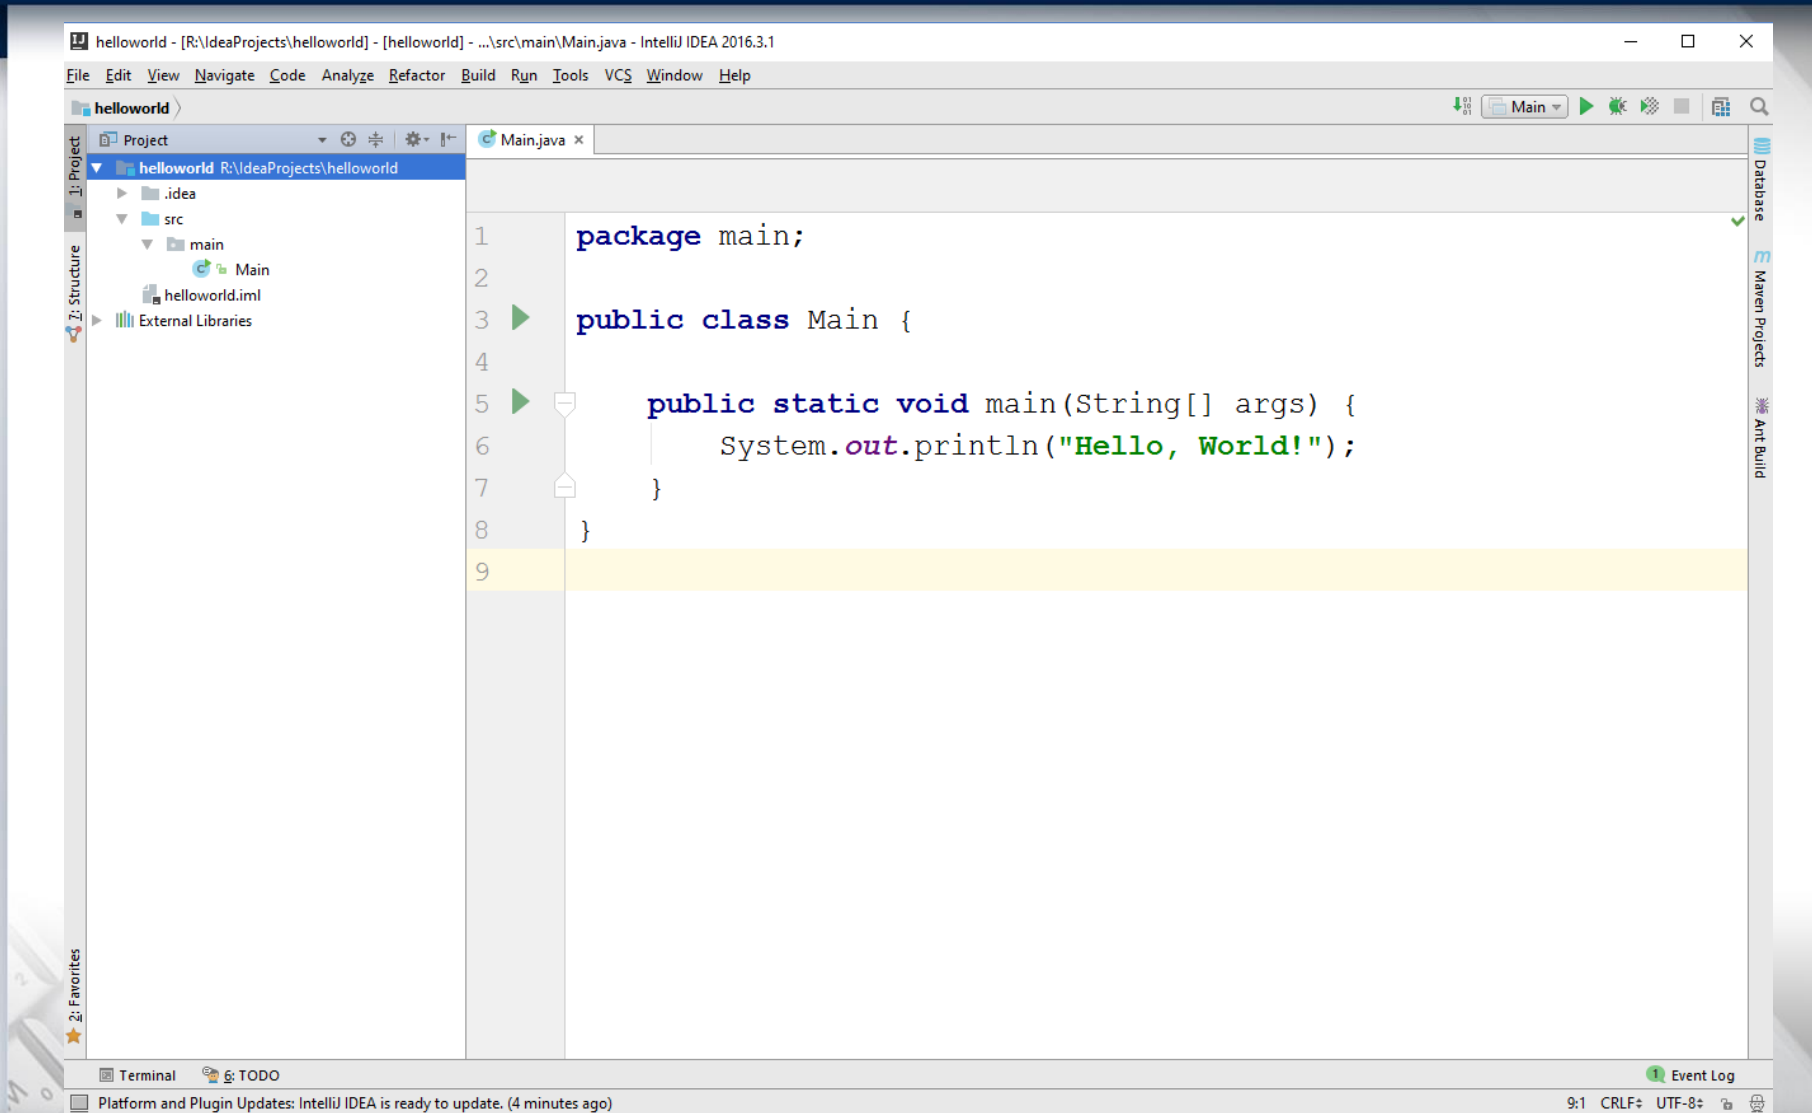 helloworld - [R:\IdeaProjects\helloworld] - [helloworld] - ...\src\main\Main.java - IntelliJ IDEA 2016.3.1
File Edit View Navigate Code Analyze Refactor Build Run Tools VCS Window Help
helloworld
Main
1: Project
7: Structure
2: Favorites
Project
helloworld R:\IdeaProjects\helloworld
.idea
src
main
Main
helloworld.iml
External Libraries
Main.java
1 package main;
2
3 public class Main {
4
5 public static void main(String[] args) {
6 System.out.println("Hello, World!");
7 }
8 }
9
Database
Maven Projects
Ant Build
Terminal 6: TODO
1 Event Log
Platform and Plugin Updates: IntelliJ IDEA is ready to update. (4 minutes ago)
9:1 CRLF UTF-8